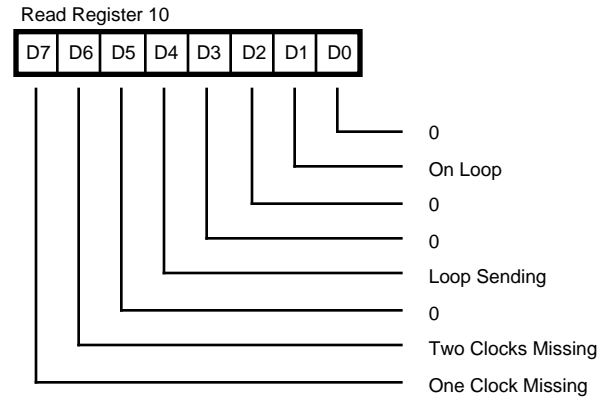 Read Register 10
D7 D6 D5 D4 D3 D2 D1 D0
0
On Loop
0
0
Loop Sending
0
Two Clocks Missing
One Clock Missing